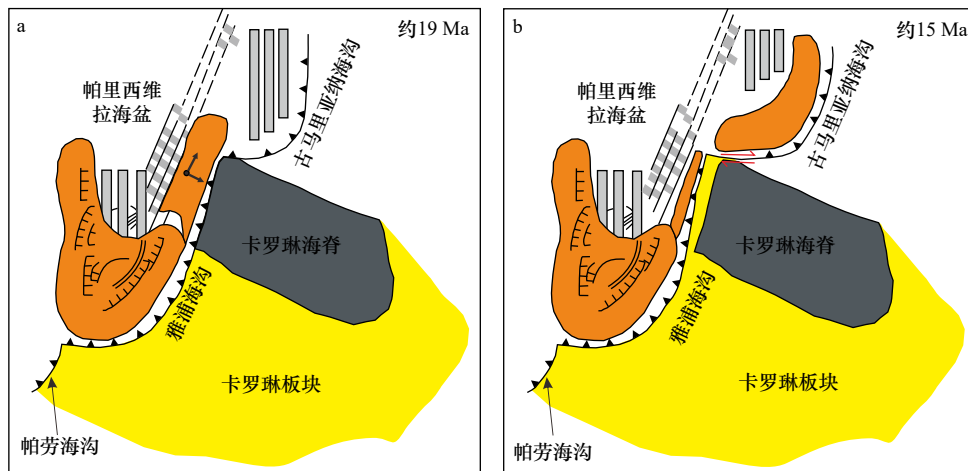 a
约19 Ma
帕里西维
拉海盆
古马里亚纳海沟
卡罗琳海脊
雅浦海沟
卡罗琳板块
帕劳海沟
b
约15 Ma
帕里西维
拉海盆
古马里亚纳海沟
卡罗琳海脊
雅浦海沟
卡罗琳板块
帕劳海沟